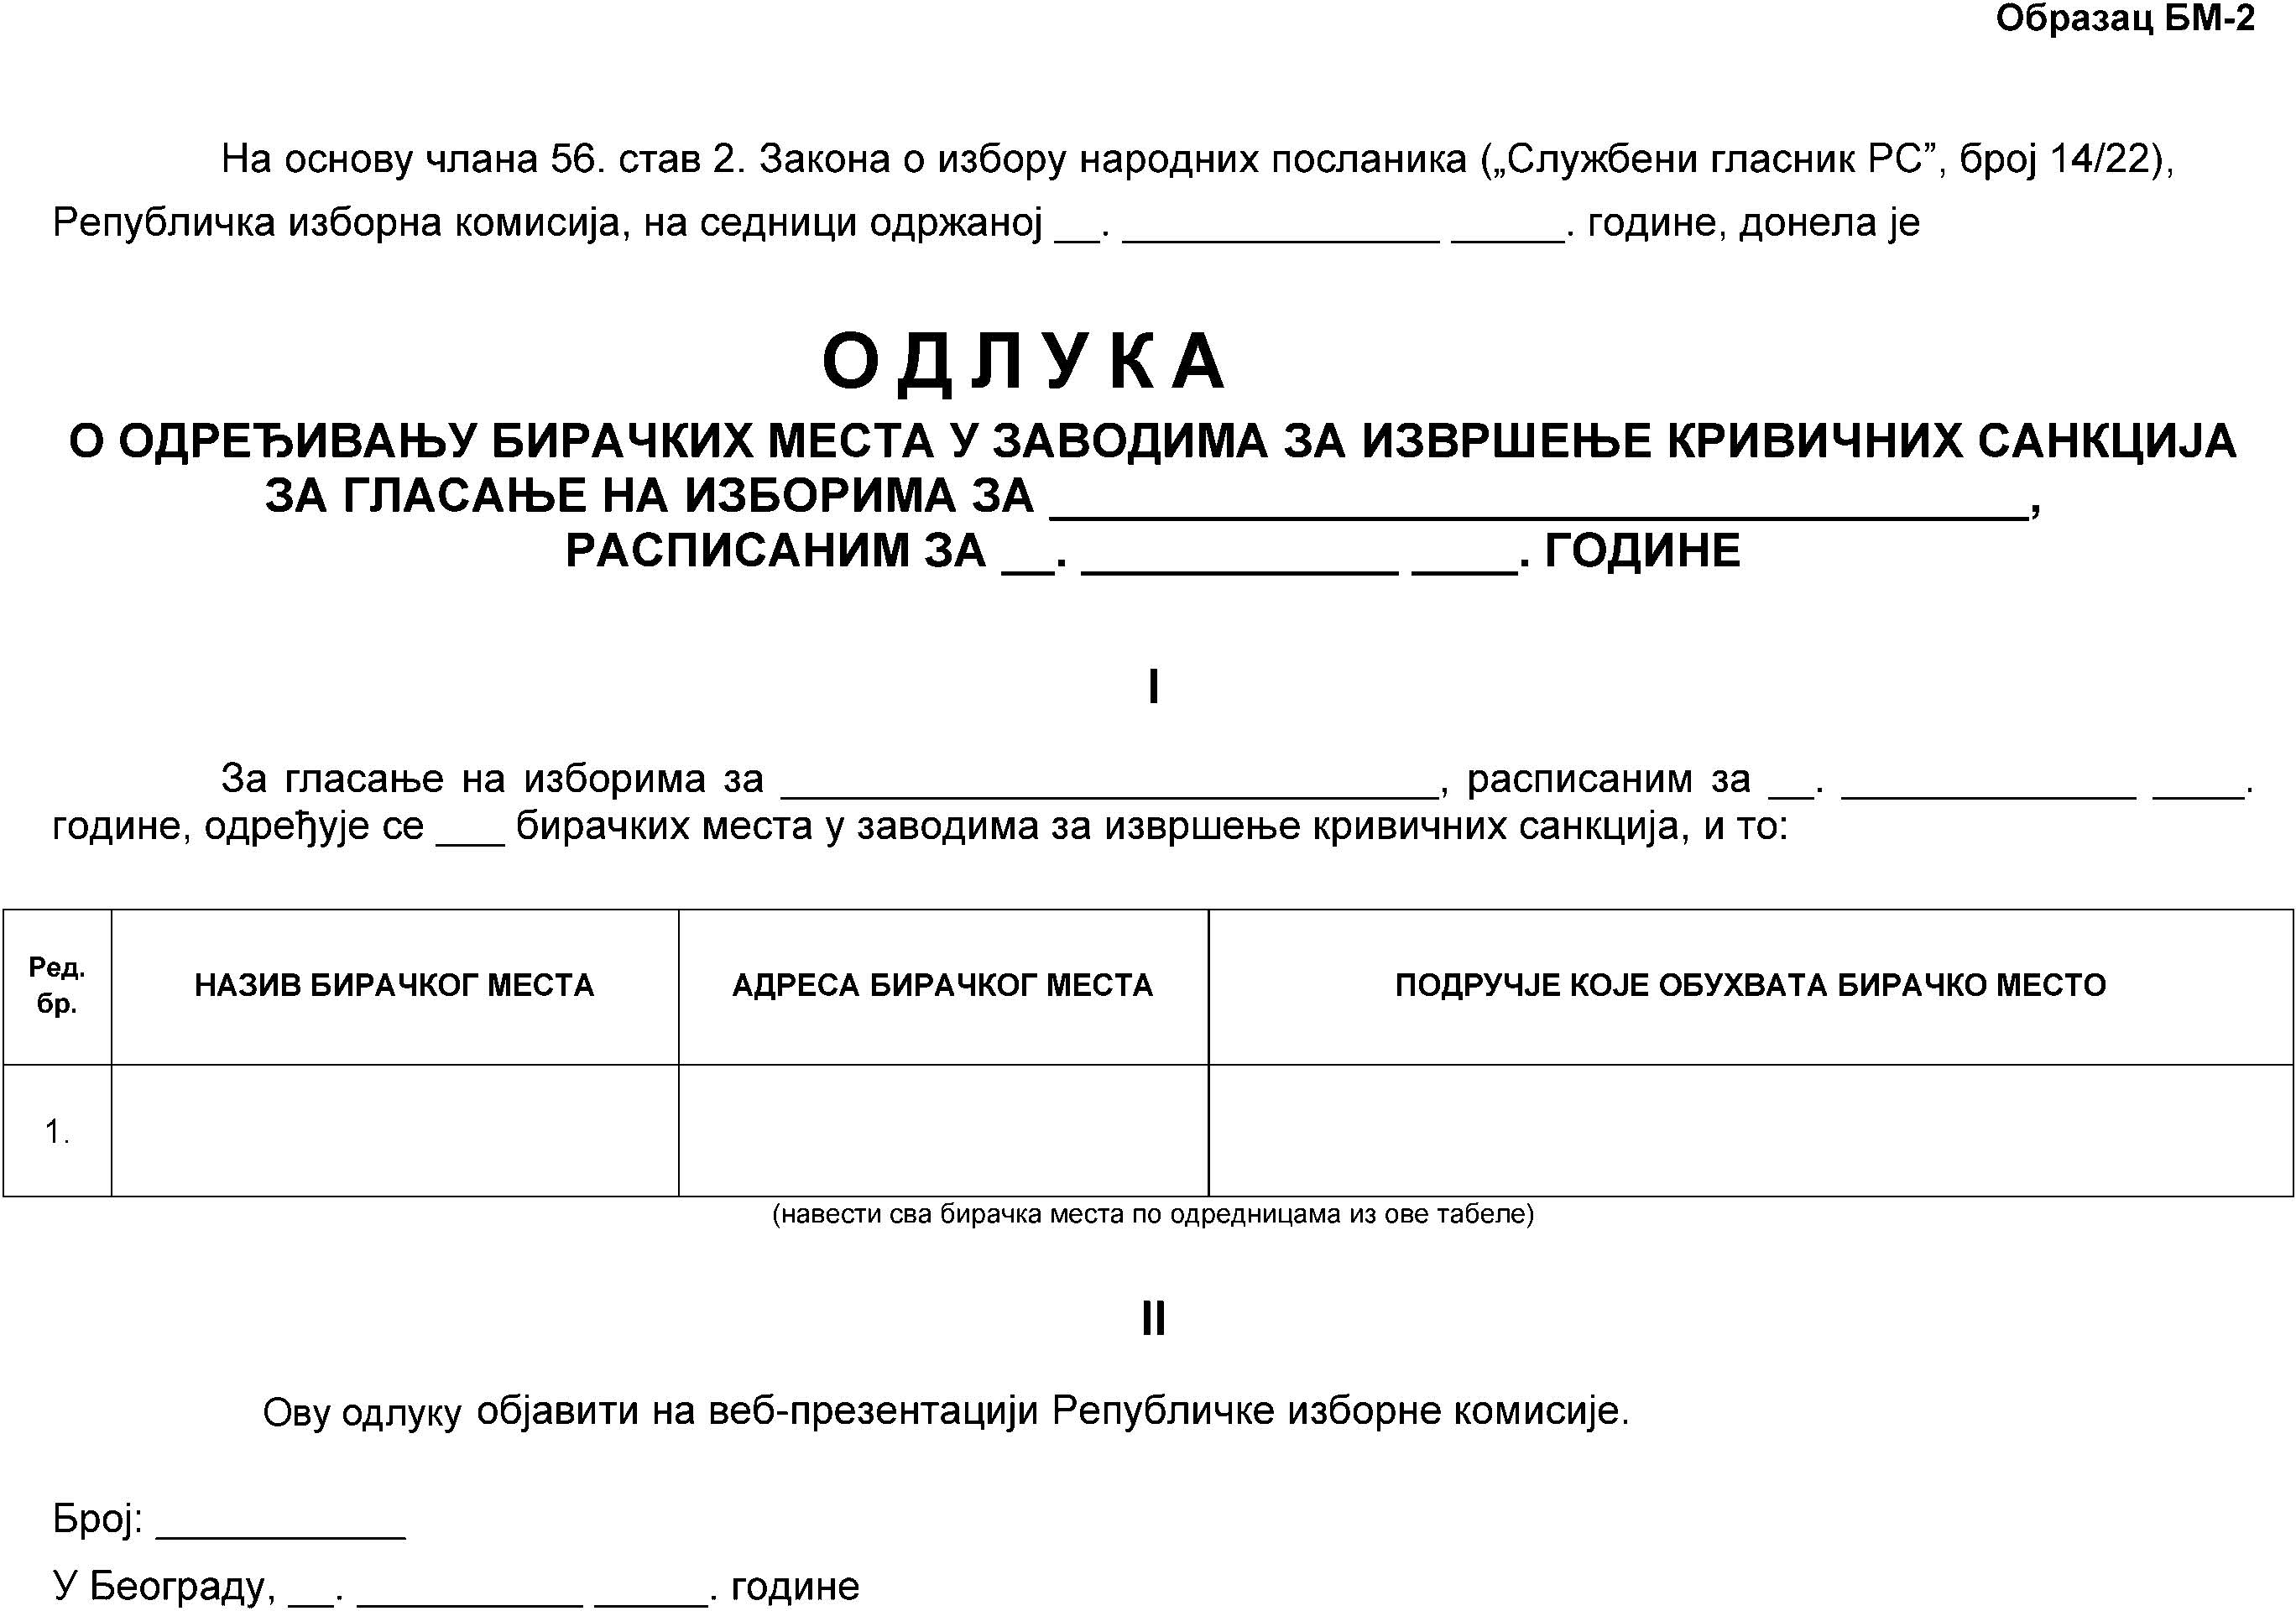 Образац БМ-2
На основу члана 56. став 2. Закона о избору народних посланика („Службени гласник РС”, број 14/22),
Републичка изборна комисија, на седници одржаној __. ______________ _____. године, донела је
О Д Л У К А
О ОДРЕЂИВАЊУ БИРАЧКИХ МЕСТА У ЗАВОДИМА ЗА ИЗВРШЕЊЕ КРИВИЧНИХ САНКЦИЈА
ЗА ГЛАСАЊЕ НА ИЗБОРИМА ЗА _____________________________________,
РАСПИСАНИМ ЗА __. ____________ ____. ГОДИНЕ
I
За гласање на изборима за _____________________________, расписаним за __. _____________ ____.
године, одређује се ___ бирачких места у заводима за извршење кривичних санкција, и то:
Ред.
бр.
НАЗИВ БИРАЧКОГ МЕСТА
АДРЕСА БИРАЧКОГ МЕСТА
ПОДРУЧЈЕ КОЈЕ ОБУХВАТА БИРАЧКО МЕСТО
1.
(навести сва бирачка места по одредницама из ове табеле)
II
Ову одлуку објавити на веб-презентацији Републичке изборне комисије.
Број: ___________
У Београду, __. __________ _____. године